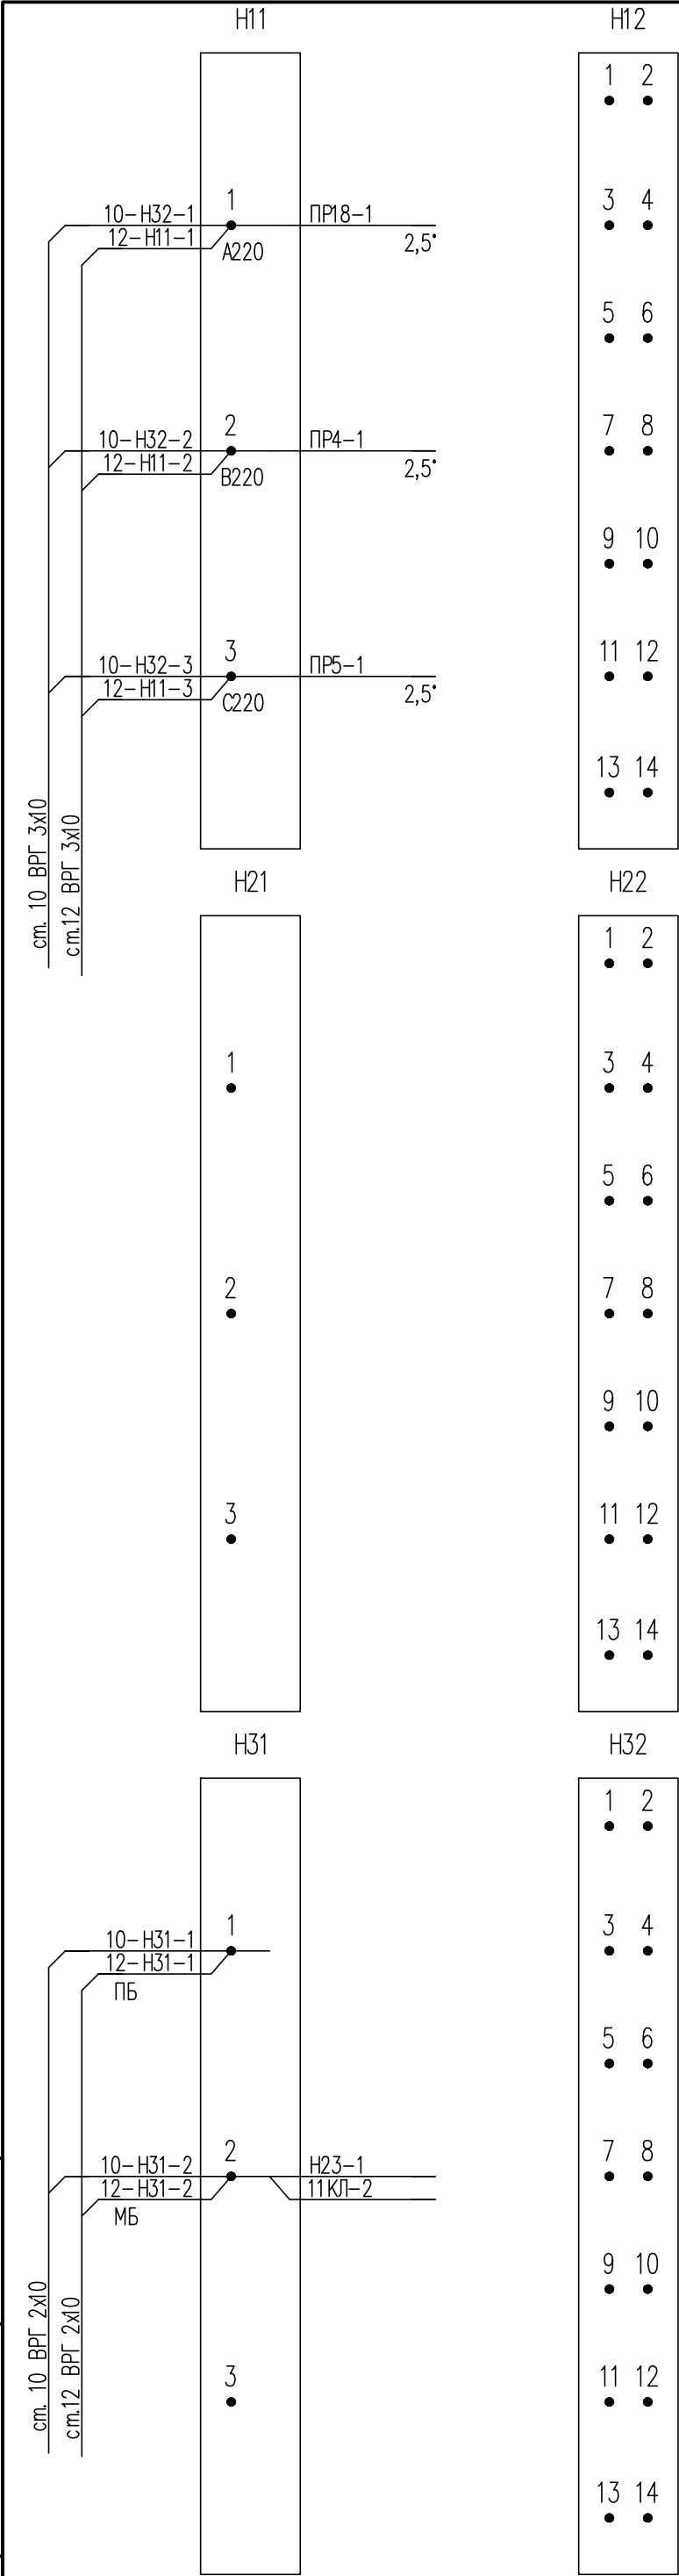 Н11 Н12
1 2
1
10-Н32-1 ПР18-1 3 4
12-Н11-1 А220 2,5*
5 6
2
10-Н32-2 ПР4-1 7 8
12-Н11-2 В220 2,5*
9 10
3
10-Н32-3 ПР5-1 11 12
12-Н11-3 С220 2,5*
13 14
ст. 10 ВРГ 3х10
ст.12 ВРГ 3х10
Н21 Н22
1 2
1 3 4
5 6
2 7 8
9 10
3 11 12
13 14
Н31 Н32
1 2
1 3 4
10-Н31-1
12-Н31-1
ПБ
5 6
2 7 8
10-Н31-2 Н23-1
12-Н31-2 11КЛ-2
МБ
9 10
3 11 12
13 14
ст. 10 ВРГ 2х10
ст.12 ВРГ 2х10